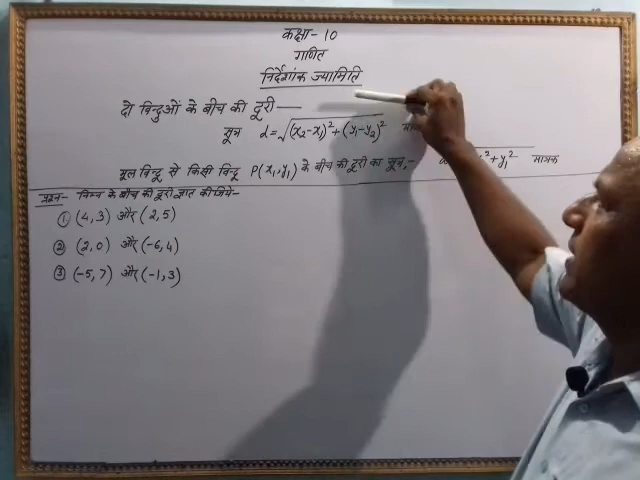 कक्षा - 10
गणित
निर्देशांक ज्यामिति
दो बिन्दुओं के बीच की दूरी —
सूत्र d = √(x₂-x₁)² + (y₁-y₂)²
मूल बिन्दु से किसी बिन्दु P(x₁,y₁) के बीच की दूरी का सूत्र,- ² + y₁² मात्रक
प्रश्न- निम्न के बीच की दूरी ज्ञात कीजिये-
① (4, 3) और (2, 5)
② (2, 0) और (-6, 4)
③ (-5, 7) और (-1, 3)